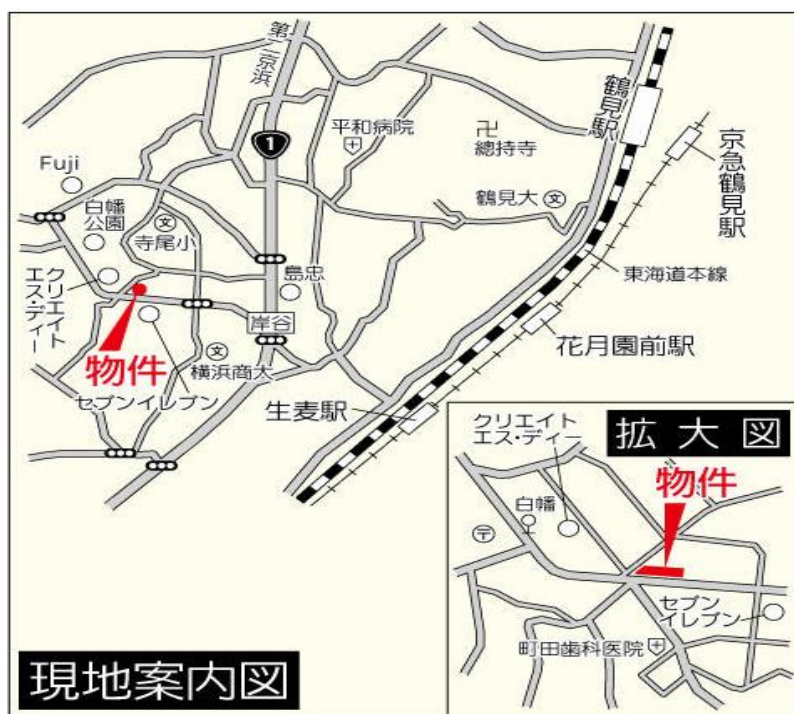 第二京浜
1
平和病院
卍
總持寺
鶴見駅
京急鶴見駅
Fuji
白幡
公園
文
寺尾小
鶴見大
文
クリエイト
エス・ディー
島忠
東海道本線
物件
岸谷
文
横浜商大
セブンイレブン
花月園前駅
生麦駅
拡大図
クリエイト
エス・ディー
物件
白幡
〒
セブン
イレブン
町田歯科医院
現地案内図